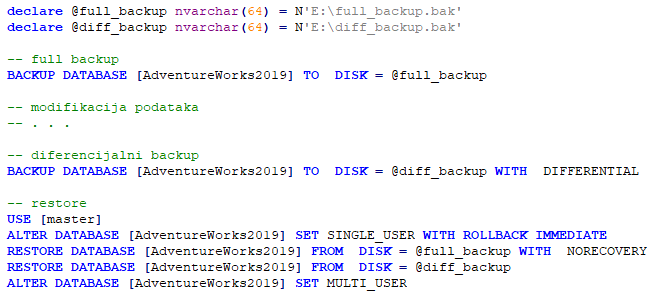 declare @full_backup nvarchar(64) = N'E:\full_backup.bak'
declare @diff_backup nvarchar(64) = N'E:\diff_backup.bak'
-- full backup
BACKUP DATABASE [AdventureWorks2019] TO  DISK = @full_backup
-- modifikacija podataka
-- . . .
-- diferencijalni backup
BACKUP DATABASE [AdventureWorks2019] TO  DISK = @diff_backup WITH  DIFFERENTIAL
-- restore
USE [master]
ALTER DATABASE [AdventureWorks2019] SET SINGLE_USER WITH ROLLBACK IMMEDIATE
RESTORE DATABASE [AdventureWorks2019] FROM  DISK = @full_backup WITH  NORECOVERY
RESTORE DATABASE [AdventureWorks2019] FROM  DISK = @diff_backup
ALTER DATABASE [AdventureWorks2019] SET MULTI_USER